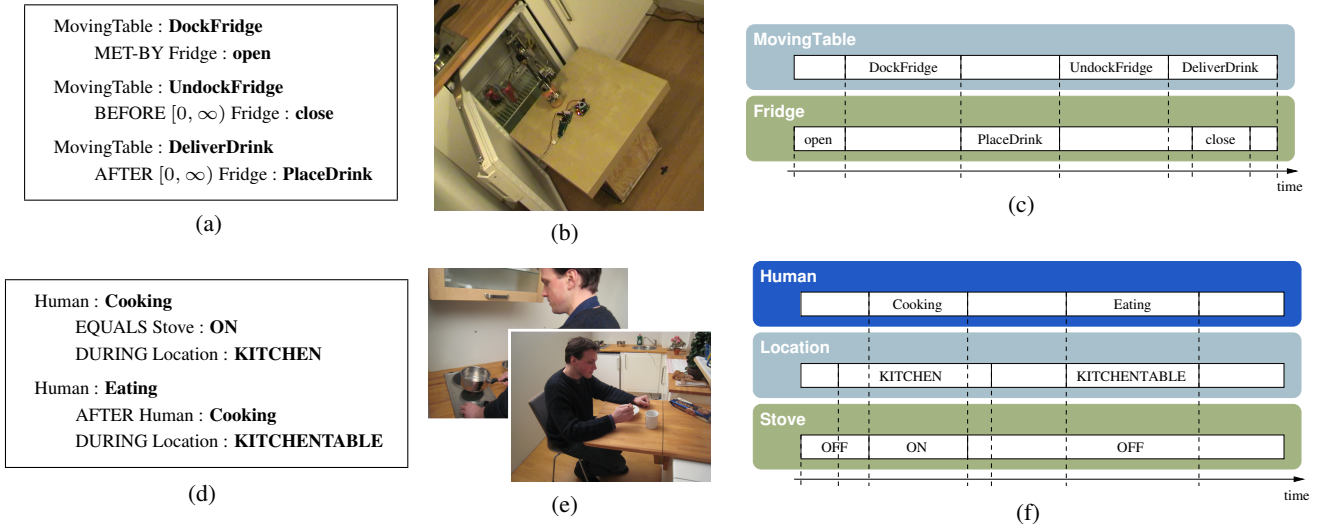 MovingTable : DockFridge
MET-BY Fridge : open
MovingTable : UndockFridge
BEFORE [0, ∞) Fridge : close
MovingTable : DeliverDrink
AFTER [0, ∞) Fridge : PlaceDrink
(a)
(b)
MovingTable
DockFridge UndockFridge DeliverDrink
Fridge
open PlaceDrink close
time
(c)
Human : Cooking
EQUALS Stove : ON
DURING Location : KITCHEN
Human : Eating
AFTER Human : Cooking
DURING Location : KITCHENTABLE
(d)
(e)
Human
Cooking Eating
Location
KITCHEN KITCHENTABLE
Stove
OFF ON OFF
time
(f)